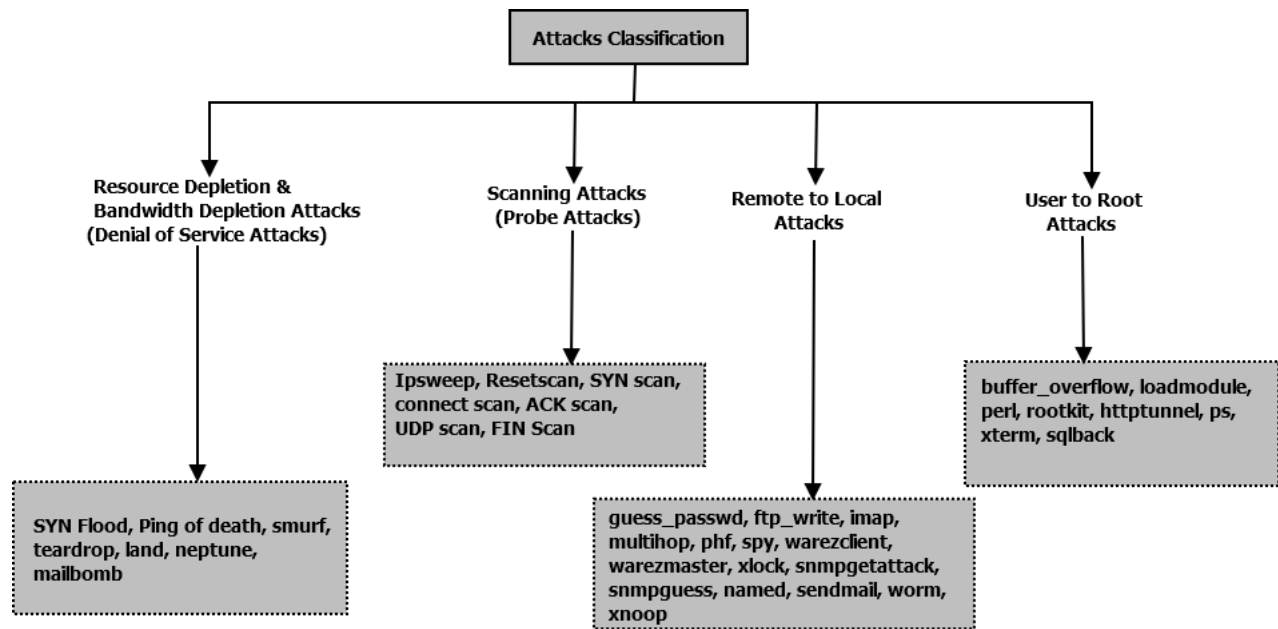 Attacks Classification
Resource Depletion &
Bandwidth Depletion Attacks
(Denial of Service Attacks)
Scanning Attacks
(Probe Attacks)
Remote to Local
Attacks
User to Root
Attacks
Ipsweep, Resetscan, SYN scan,
connect scan, ACK scan,
UDP scan, FIN Scan
buffer_overflow, loadmodule,
perl, rootkit, httptunnel, ps,
xterm, sqlback
SYN Flood, Ping of death, smurf,
teardrop, land, neptune,
mailbomb
guess_passwd, ftp_write, imap,
multihop, phf, spy, warezclient,
warezmaster, xlock, snmpgetattack,
snmpguess, named, sendmail, worm,
xnoop